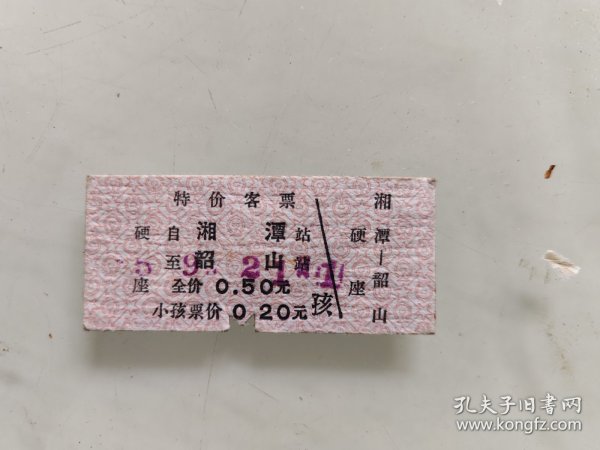 特价客票
硬 自 湘潭 站
至 韶山 站
座 全价 0.50元
小孩票价 0 20元
孩
硬座
湘潭—韶山
孔夫子旧书网
www.kongfz.com